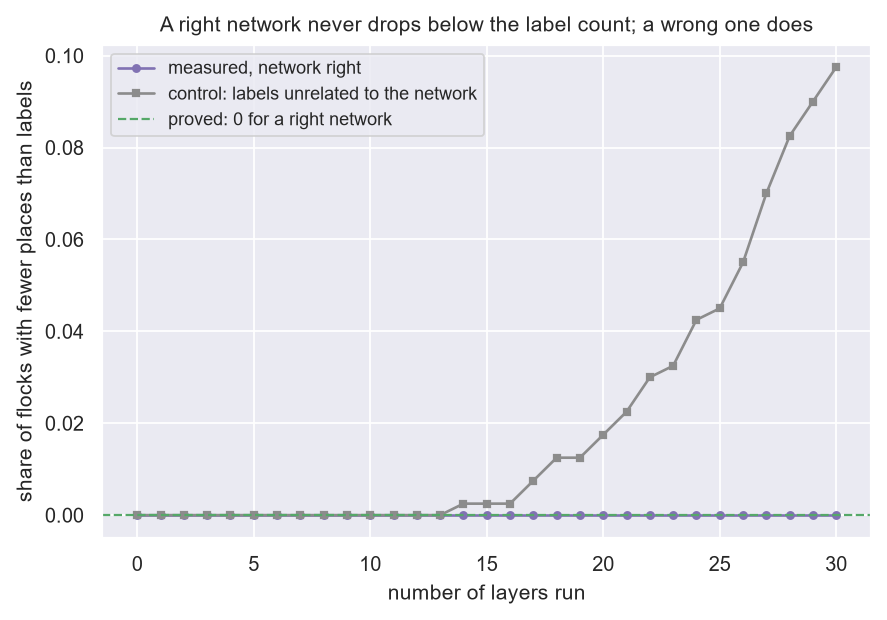 A right network never drops below the label count; a wrong one does
measured, network right
control: labels unrelated to the network
proved: 0 for a right network
share of flocks with fewer places than labels
0.10
0.08
0.06
0.04
0.02
0.00
0 5 10 15 20 25 30
number of layers run